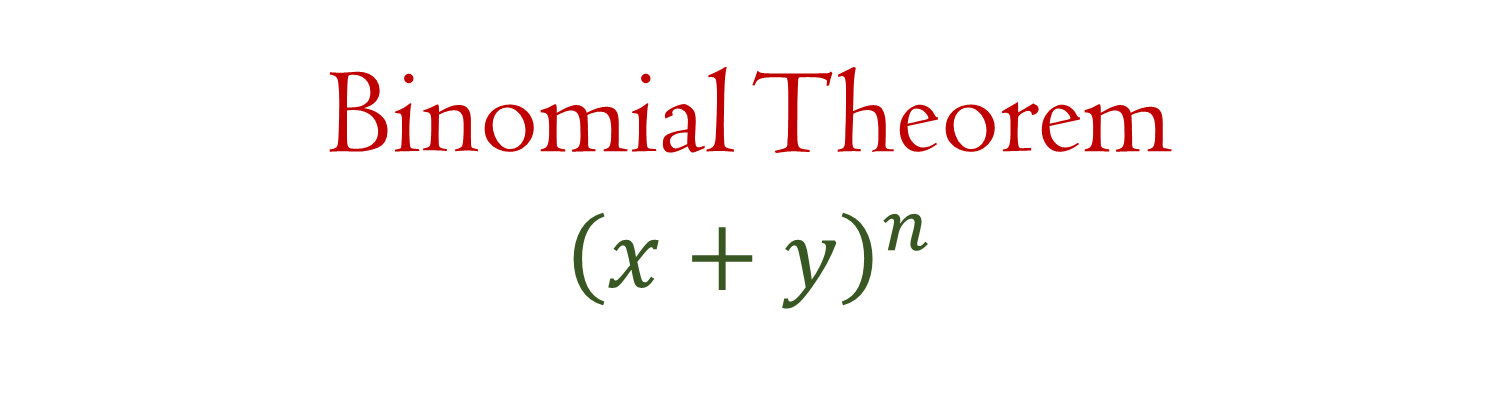 Binomial Theorem
(x + y)ⁿ